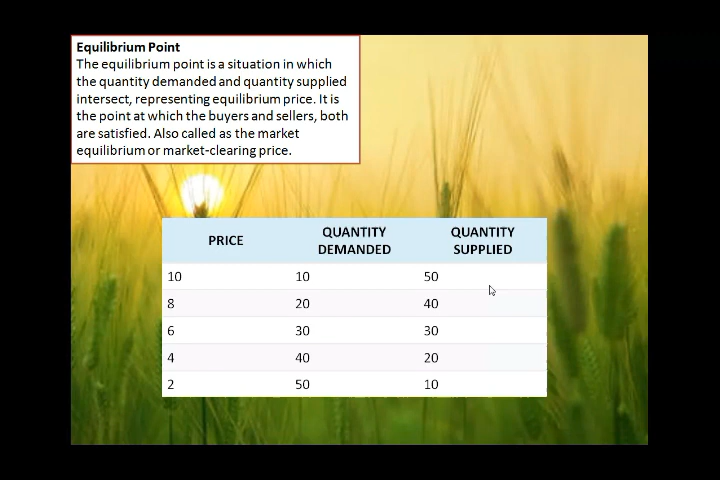 Equilibrium Point
The equilibrium point is a situation in which
the quantity demanded and quantity supplied
intersect, representing equilibrium price. It is
the point at which the buyers and sellers, both
are satisfied. Also called as the market
equilibrium or market-clearing price.
PRICE QUANTITY DEMANDED QUANTITY SUPPLIED
10 10 50
8 20 40
6 30 30
4 40 20
2 50 10